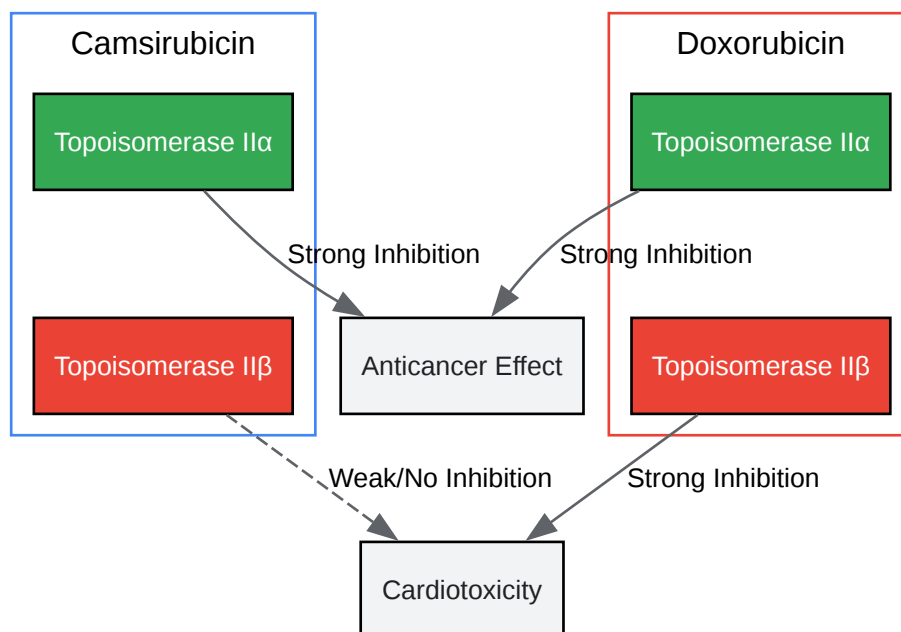 Camsirubicin
Doxorubicin
Topoisomerase IIα
Topoisomerase IIα
Strong Inhibition
Strong Inhibition
Topoisomerase IIβ
Anticancer Effect
Topoisomerase IIβ
Weak/No Inhibition
Strong Inhibition
Cardiotoxicity